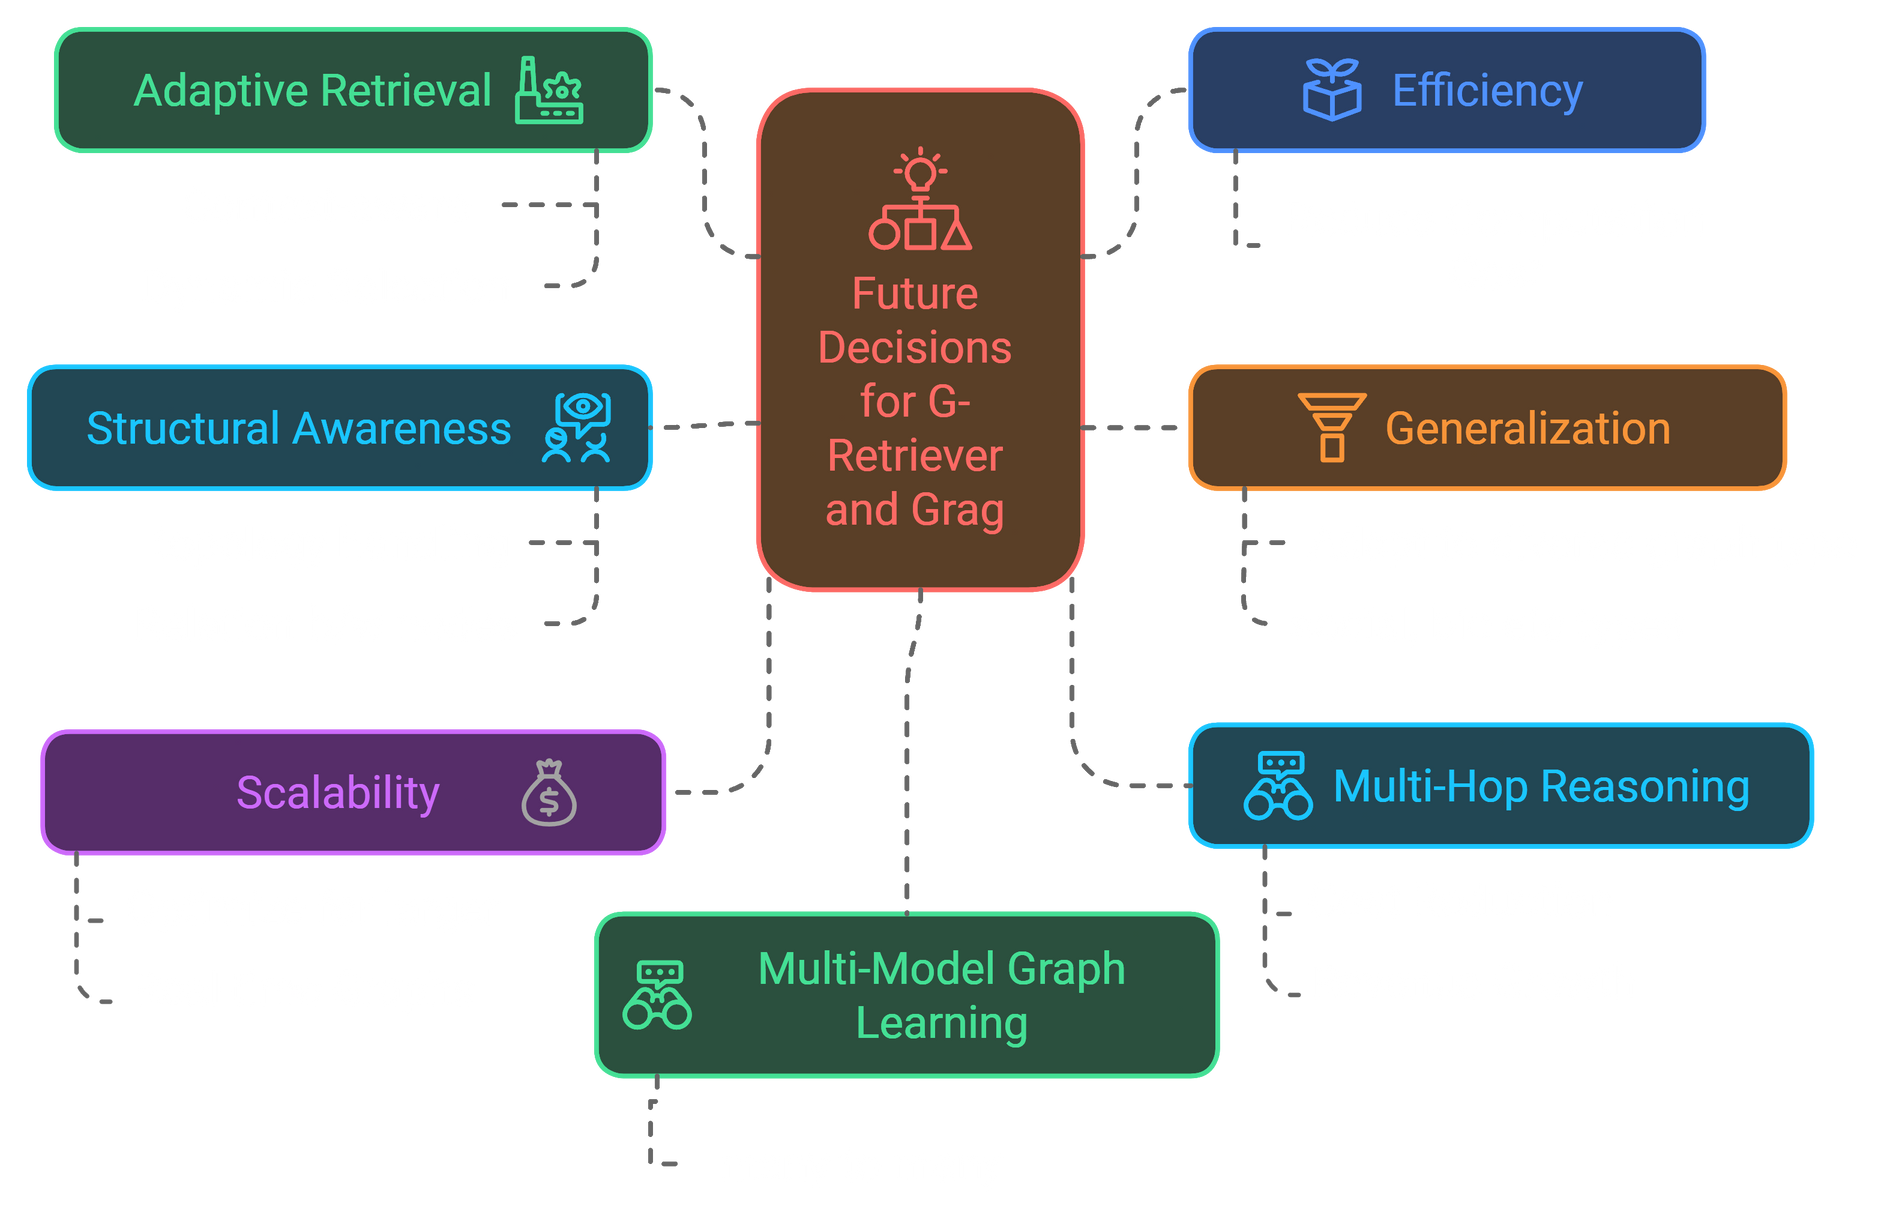 Adaptive Retrieval
Efficiency
Future
Decisions
for G-
Retriever
and Grag
Structural Awareness
Generalization
Scalability
Multi-Hop Reasoning
Multi-Model Graph
Learning